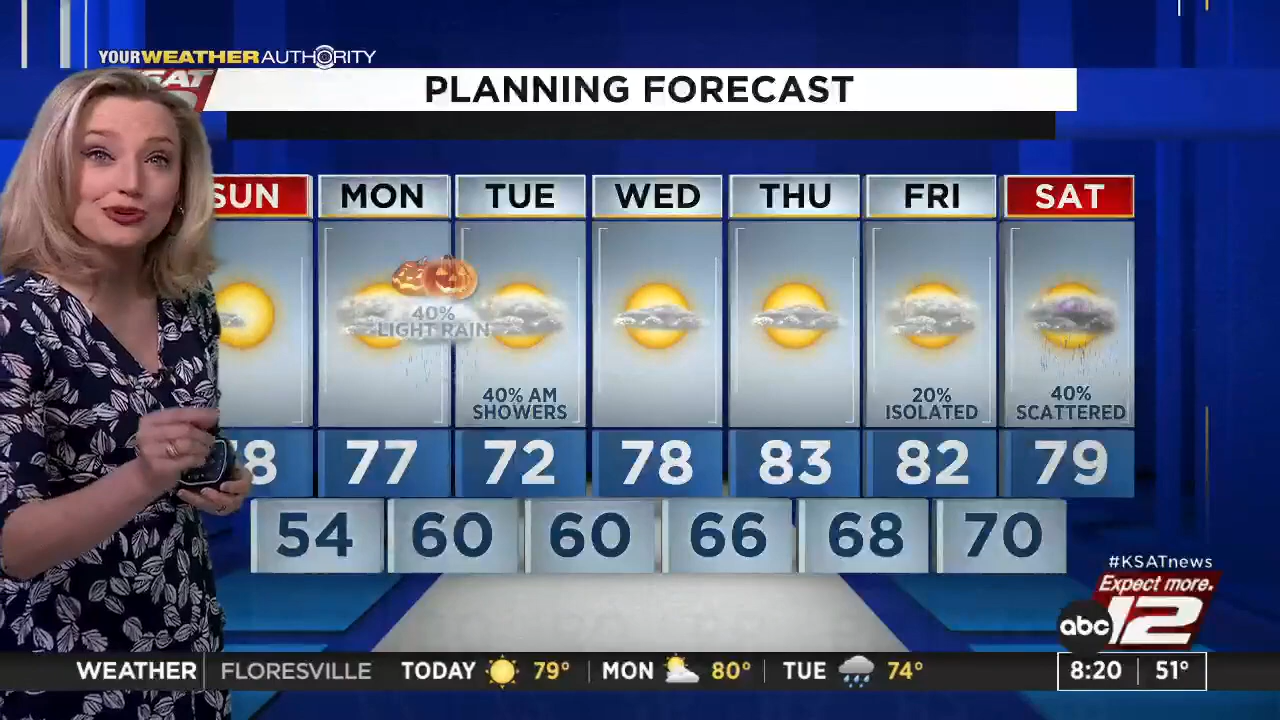 YOURWEATHERAUTHORITY
PLANNING FORECAST
SUN MON TUE WED THU FRI SAT
40%
LIGHT RAIN
40% AM
SHOWERS
20%
ISOLATED
40%
SCATTERED
77 72 78 83 82 79
54 60 60 66 68 70
#KSATnews
Expect more.
abc 12
WEATHER FLORESVILLE TODAY 79° MON 80° TUE 74° 8:20 51°